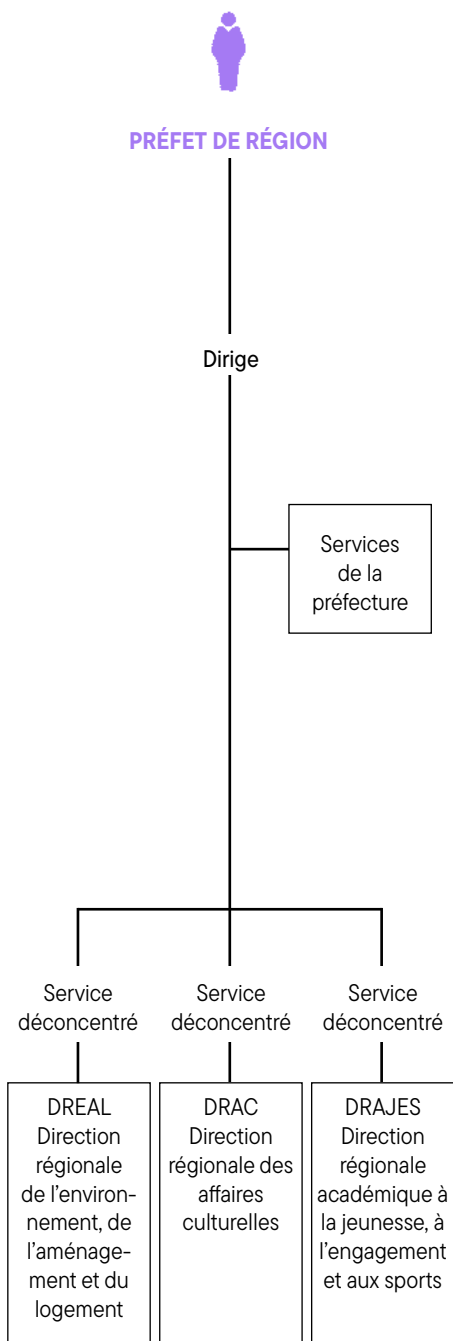 PRÉFET DE RÉGION
Dirige
Services
de la
préfecture
Service
déconcentré
Service
déconcentré
Service
déconcentré
DREAL
Direction
régionale
de l'environ-
nement, de
l'aménage-
ment et du
logement
DRAC
Direction
régionale des
affaires
culturelles
DRAJES
Direction
régionale
académique à
la jeunesse, à
l'engagement
et aux sports